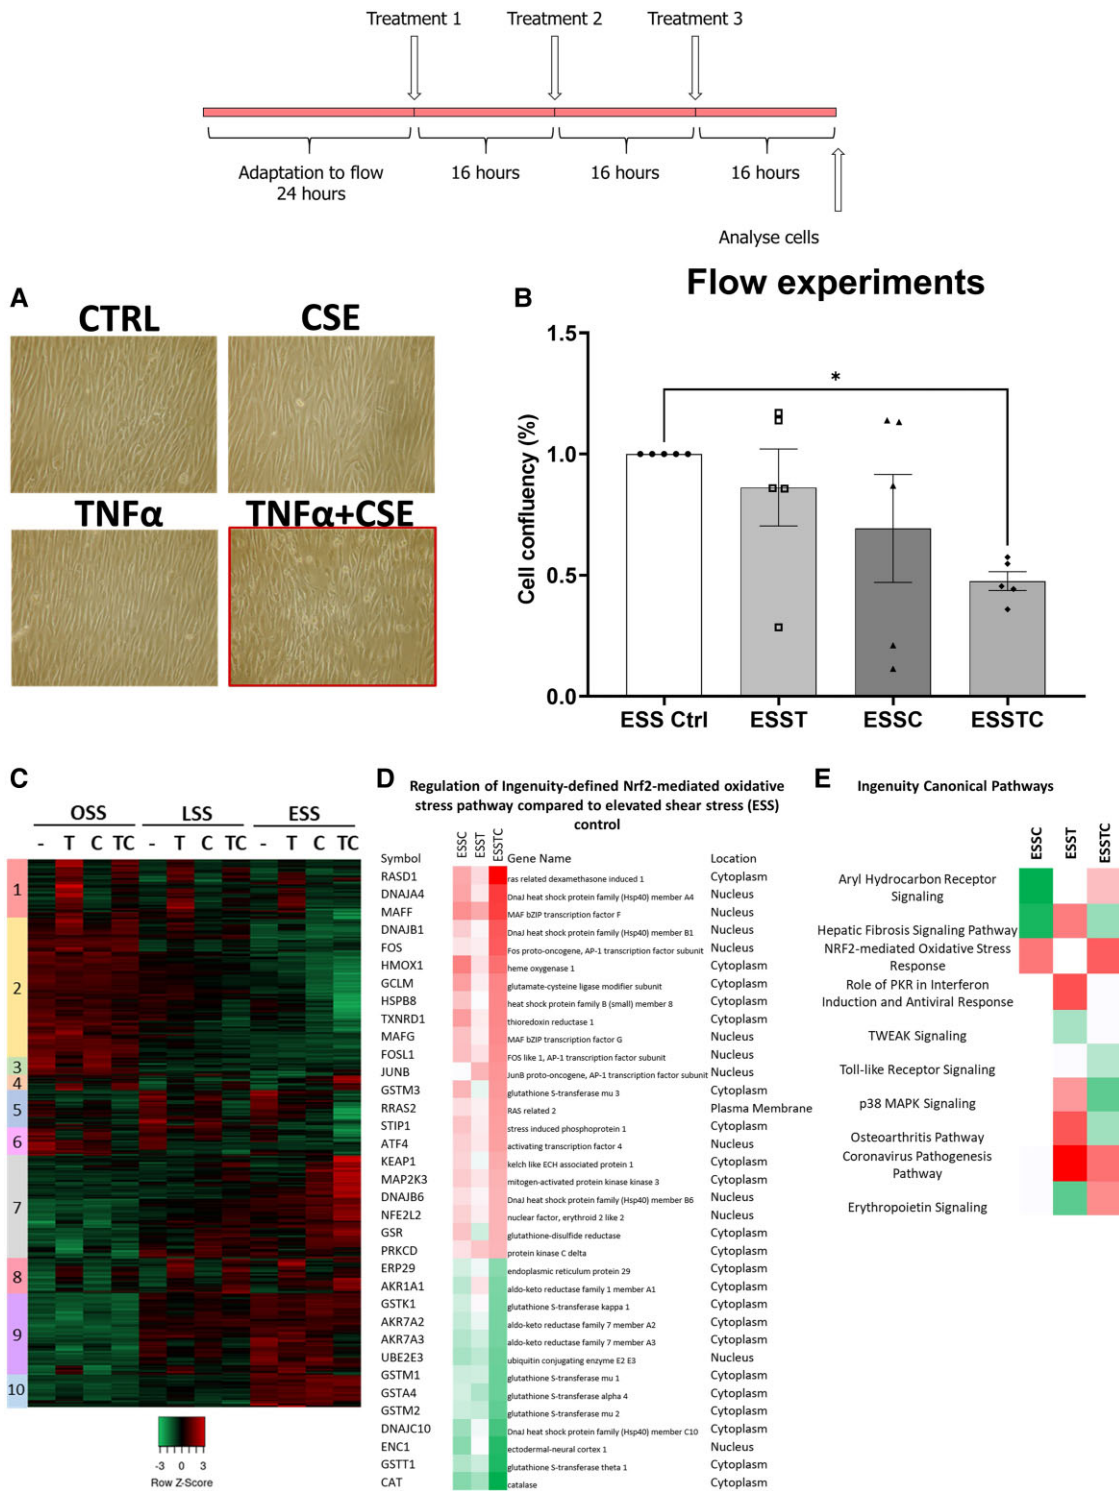 Treatment 1 Treatment 2 Treatment 3
Adaptation to flow
24 hours
16 hours 16 hours 16 hours
Analyse cells
A
CTRL CSE
TNFα TNFα+CSE
B
Flow experiments
Cell confluency (%)
1.5
1.0
0.5
0.0
*
ESS Ctrl ESST ESSC ESSTC
C
OSS LSS ESS
- T C TC - T C TC - T C TC
1
2
3
4
5
6
7
8
9
10
-3 0 3
Row Z-Score
D
Regulation of Ingenuity-defined Nrf2-mediated oxidative
stress pathway compared to elevated shear stress (ESS)
control
ESSC ESST ESSTC
Symbol Gene Name Location
RASD1 ras related dexamethasone induced 1 Cytoplasm
DNAJA4 DnaJ heat shock protein family (Hsp40) member A4 Nucleus
MAFF MAF bZIP transcription factor F Nucleus
DNAJB1 DnaJ heat shock protein family (Hsp40) member B1 Nucleus
FOS Fos proto-oncogene, AP-1 transcription factor subunit Nucleus
HMOX1 heme oxygenase 1 Cytoplasm
GCLM glutamate-cysteine ligase modifier subunit Cytoplasm
HSPB8 heat shock protein family B (small) member 8 Cytoplasm
TXNRD1 thioredoxin reductase 1 Cytoplasm
MAFG MAF bZIP transcription factor G Nucleus
FOSL1 FOS like 1, AP-1 transcription factor subunit Nucleus
JUNB JunB proto-oncogene, AP-1 transcription factor subunit Nucleus
GSTM3 glutathione S-transferase mu 3 Cytoplasm
RRAS2 RAS related 2 Plasma Membrane
STIP1 stress induced phosphoprotein 1 Cytoplasm
ATF4 activating transcription factor 4 Nucleus
KEAP1 kelch like ECH associated protein 1 Cytoplasm
MAP2K3 mitogen-activated protein kinase kinase 3 Cytoplasm
DNAJB6 DnaJ heat shock protein family (Hsp40) member B6 Nucleus
NFE2L2 nuclear factor, erythroid 2 like 2 Nucleus
GSR glutathione-disulfide reductase Cytoplasm
PRKCD protein kinase C delta Cytoplasm
ERP29 endoplasmic reticulum protein 29 Cytoplasm
AKR1A1 aldo-keto reductase family 1 member A1 Cytoplasm
GSTK1 glutathione S-transferase kappa 1 Cytoplasm
AKR7A2 aldo-keto reductase family 7 member A2 Cytoplasm
AKR7A3 aldo-keto reductase family 7 member A3 Cytoplasm
UBE2E3 ubiquitin conjugating enzyme E2 E3 Nucleus
GSTM1 glutathione S-transferase mu 1 Cytoplasm
GSTA4 glutathione S-transferase alpha 4 Cytoplasm
GSTM2 glutathione S-transferase mu 2 Cytoplasm
DNAJC10 DnaJ heat shock protein family (Hsp40) member C10 Cytoplasm
ENC1 ectodermal-neural cortex 1 Nucleus
GSTT1 glutathione S-transferase theta 1 Cytoplasm
CAT catalase Cytoplasm
E
Ingenuity Canonical Pathways
ESSC ESST ESSTC
Aryl Hydrocarbon Receptor
Signaling
Hepatic Fibrosis Signaling Pathway
NRF2-mediated Oxidative Stress
Response
Role of PKR in Interferon
Induction and Antiviral Response
TWEAK Signaling
Toll-like Receptor Signaling
p38 MAPK Signaling
Osteoarthritis Pathway
Coronavirus Pathogenesis
Pathway
Erythropoietin Signaling